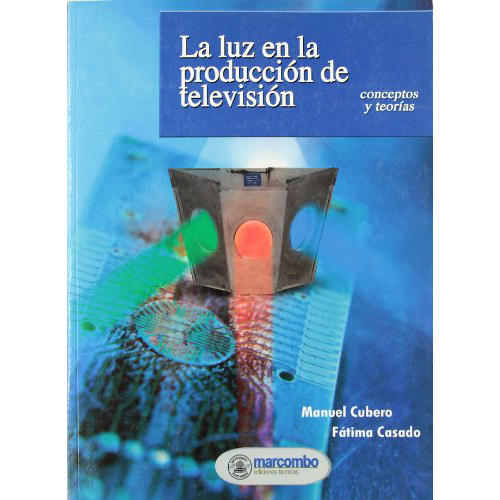 La luz en la
producción de
televisión
conceptos
y teorías
Manuel Cubero
Fátima Casado
marcombo
ediciones técnicas